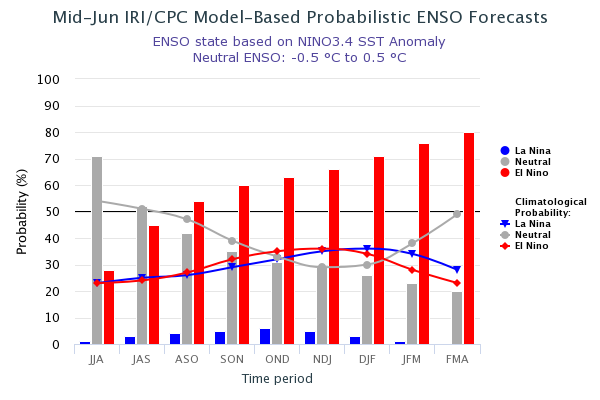 Mid-Jun IRI/CPC Model-Based Probabilistic ENSO Forecasts
ENSO state based on NINO3.4 SST Anomaly
Neutral ENSO: -0.5 ºC to 0.5 ºC
Probability (%)
100
90
80
70
60
50
40
30
20
10
0
JJA JAS ASO SON OND NDJ DJF JFM FMA
Time period
La Nina
Neutral
El Nino
Climatological
Probability:
La Nina
Neutral
El Nino